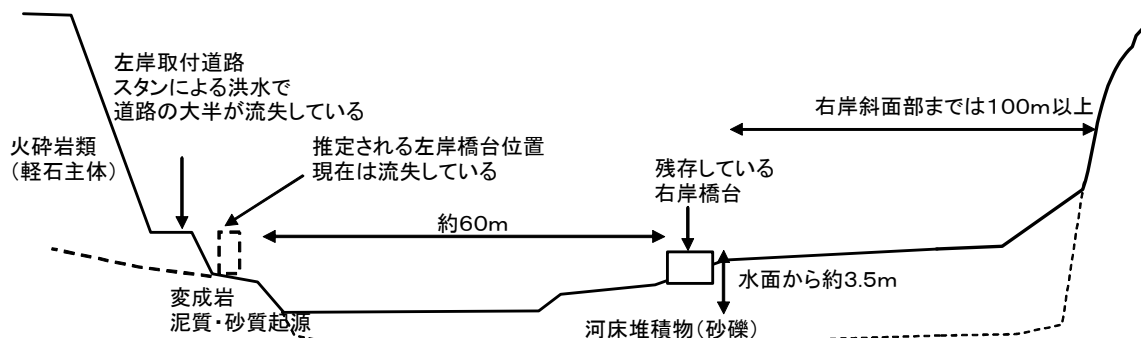 左岸取付道路
スタンによる洪水で
道路の大半が流失している
火砕岩類
（軽石主体）
推定される左岸橋台位置
現在は流失している
残存している
右岸橋台
右岸斜面部までは１００ｍ以上
約６０ｍ
水面から約３.５ｍ
変成岩
泥質・砂質起源
河床堆積物（砂礫）